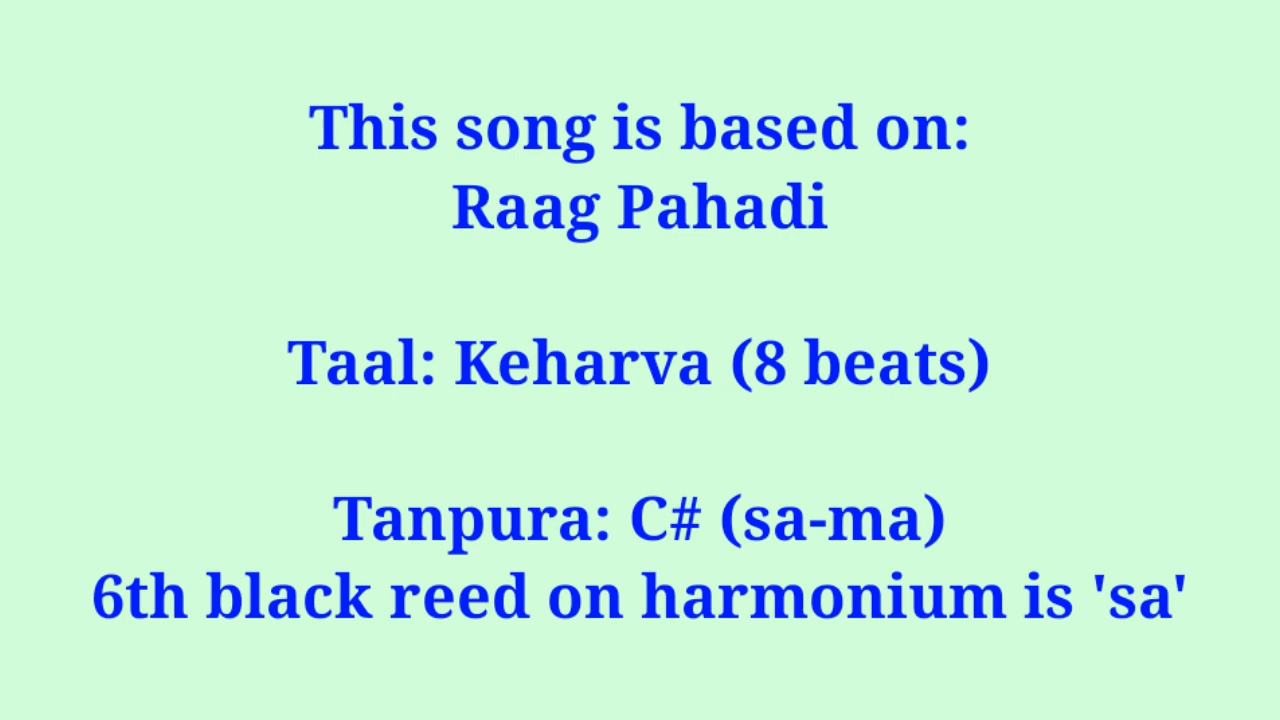 This song is based on:
Raag Pahadi
Taal: Keharva (8 beats)
Tanpura: C# (sa-ma)
6th black reed on harmonium is 'sa'